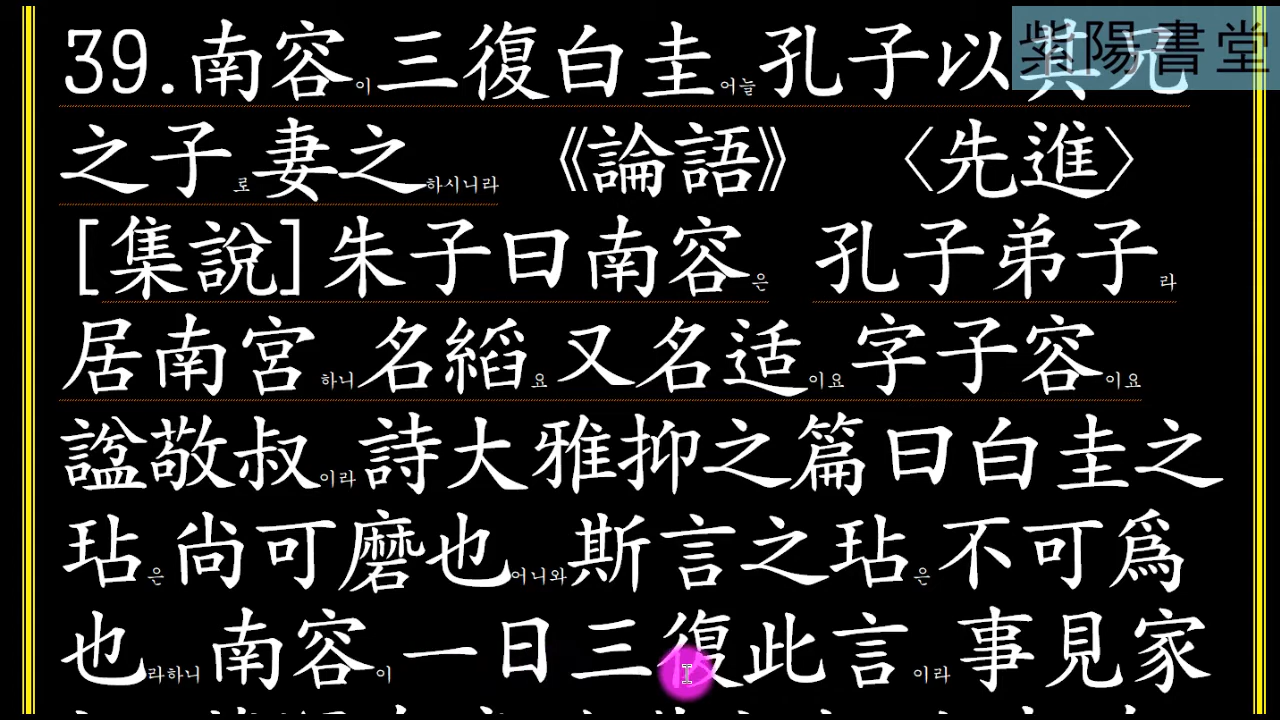 39.南容이三復白圭어늘孔子以其兄
紫陽書堂
之子로妻之하시니라 《論語》 〈先進〉
[集說]朱子曰南容은 孔子弟子라
居南宮하니名縚요又名适이요字子容이요
諡敬叔이라詩大雅抑之篇曰白圭之
玷은尚可磨也어니와斯言之玷은不可爲
也라하니南容이一日三復此言이라事見家